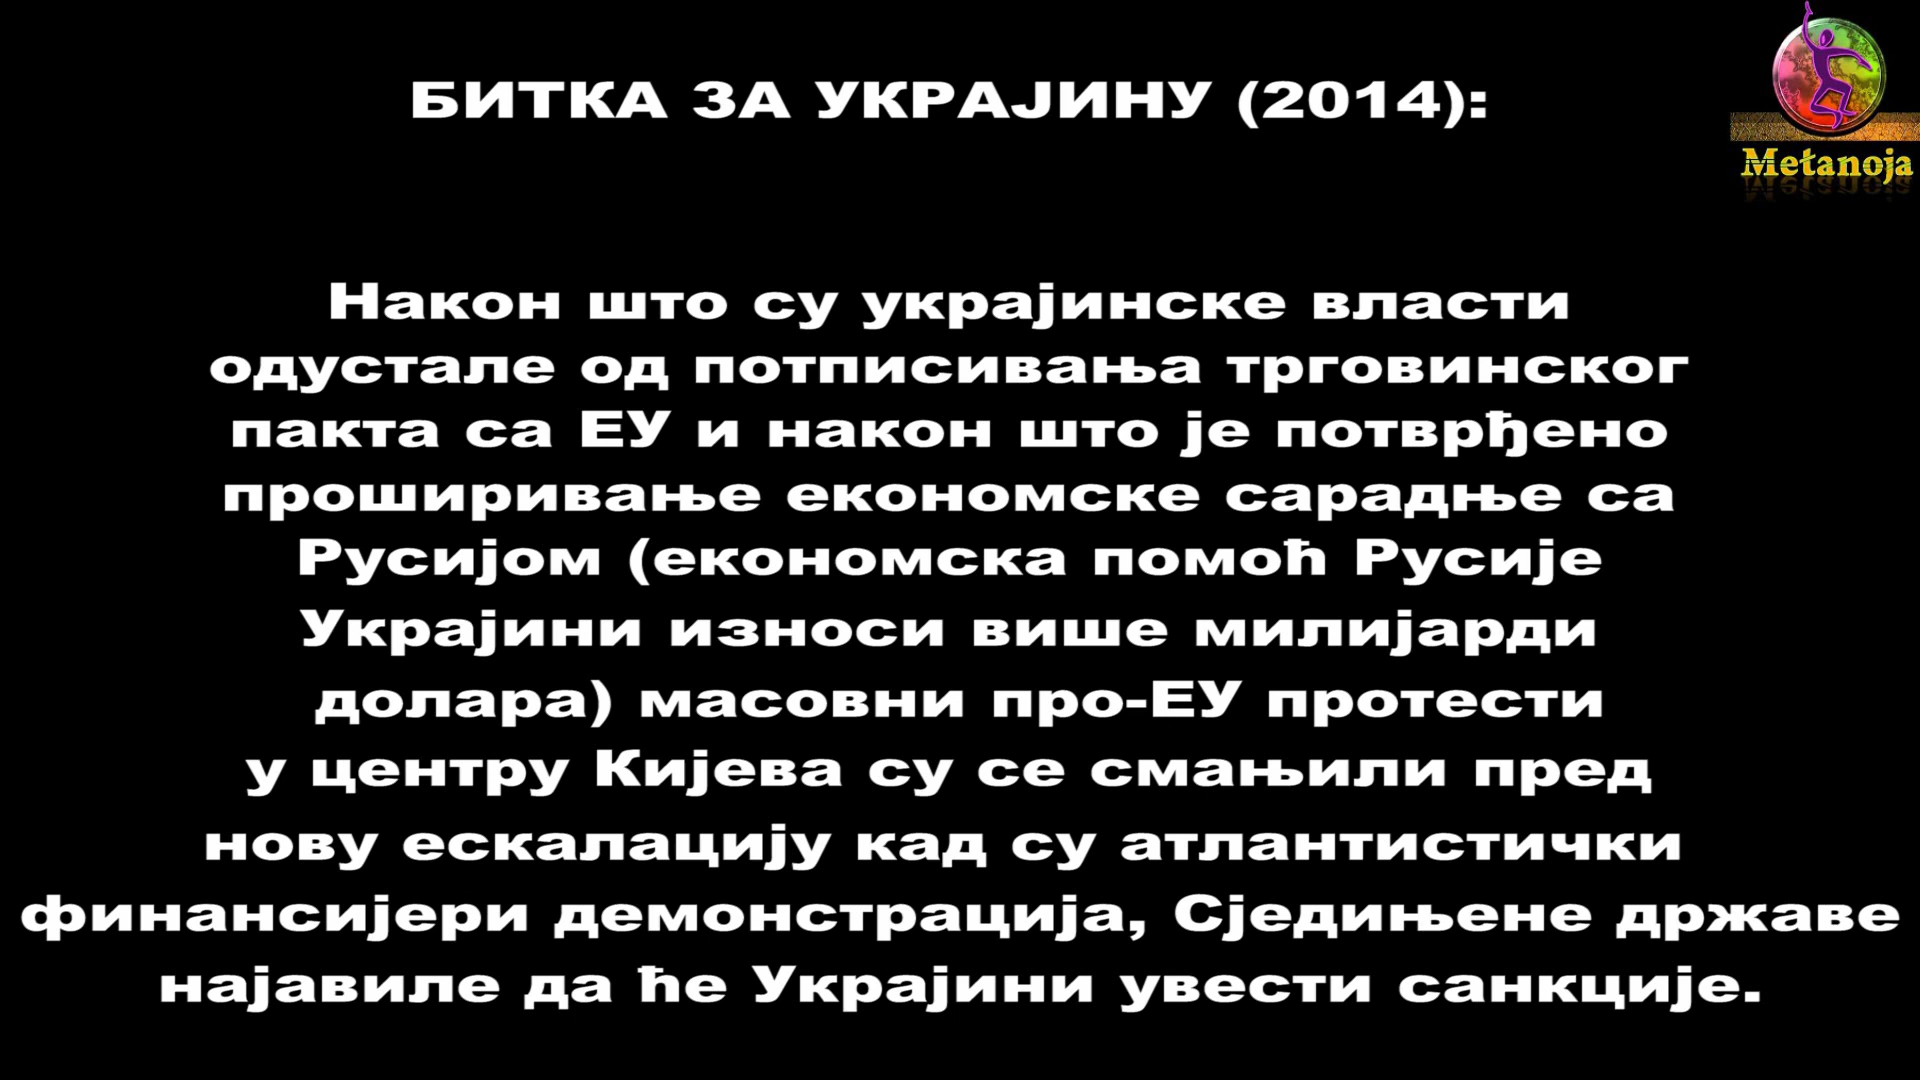 БИТКА ЗА УКРАЈИНУ (2014):
Metanoja
Након што су украјинске власти
одустале од потписивања трговинског
пакта са ЕУ и након што је потврђено
проширивање економске сарадње са
Русијом (економска помоћ Русије
Украјини износи више милијарди
долара) масовни про-ЕУ протести
у центру Кијева су се смањили пред
нову ескалацију кад су атлантистички
финансијери демонстрација, Сједињене државе
најавиле да ће Украјини увести санкције.